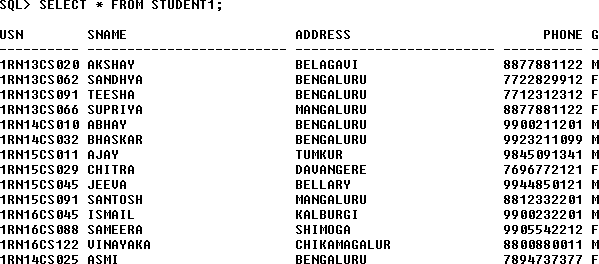 SQL> SELECT * FROM STUDENT1;
USN SNAME ADDRESS PHONE G
---------- ------------------------- ------------------------- ---------- -
1RN13CS020 AKSHAY BELAGAVI 8877881122 M
1RN13CS062 SANDHYA BENGALURU 7722829912 F
1RN13CS091 TEESHA BENGALURU 7712312312 F
1RN13CS066 SUPRIYA MANGALURU 8877881122 F
1RN14CS010 ABHAY BENGALURU 9900211201 M
1RN14CS032 BHASKAR BENGALURU 9923211099 M
1RN15CS011 AJAY TUMKUR 9845091341 M
1RN15CS029 CHITRA DAVANGERE 7696772121 F
1RN15CS045 JEEVA BELLARY 9944850121 M
1RN15CS091 SANTOSH MANGALURU 8812332201 M
1RN16CS045 ISMAIL KALBURGI 9900232201 M
1RN16CS088 SAMEERA SHIMOGA 9905542212 F
1RN16CS122 VINAYAKA CHIKAMAGALUR 8800880011 M
1RN14CS025 ASMI BENGALURU 7894737377 F